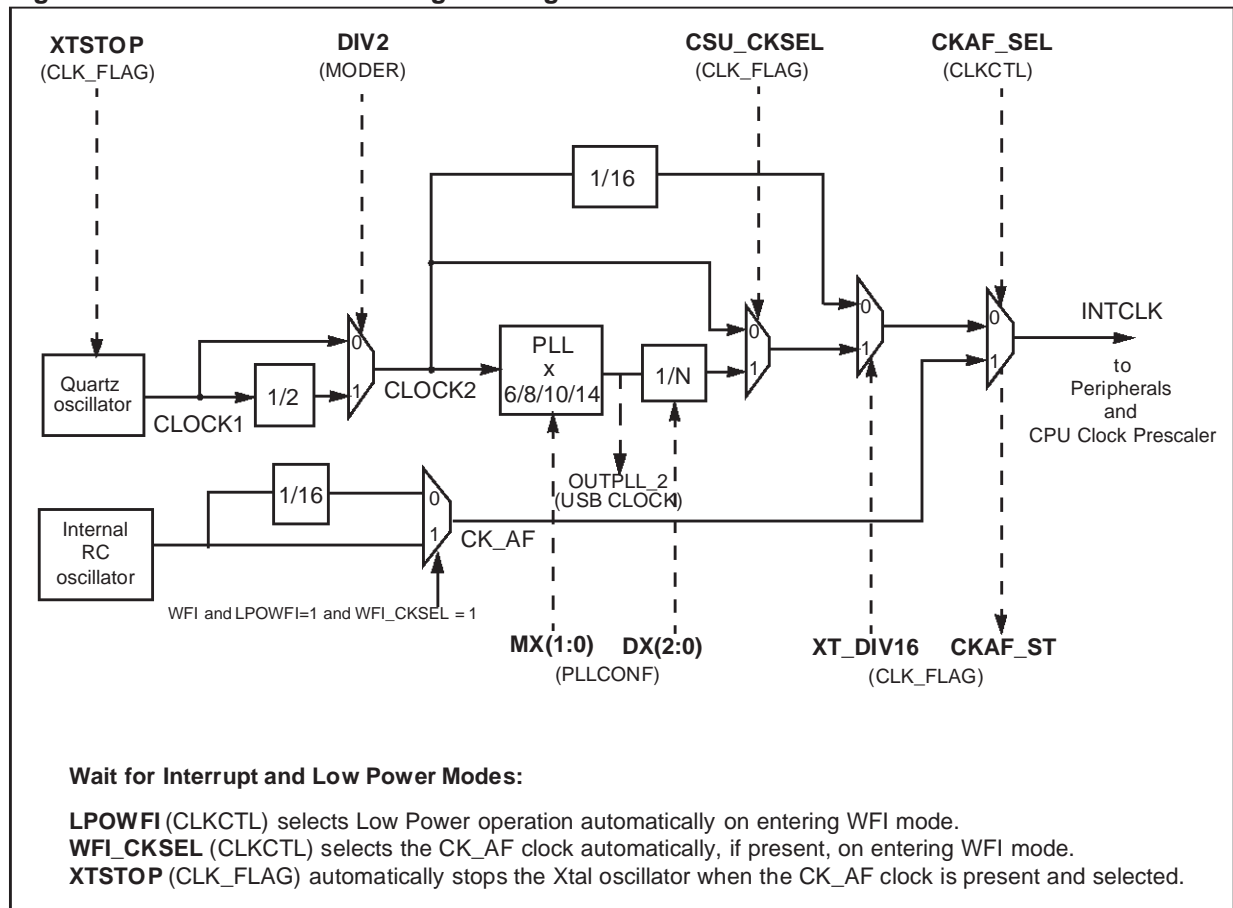 XTSTOP
(CLK_FLAG)
DIV2
(MODER)
CSU_CKSEL
(CLK_FLAG)
CKAF_SEL
(CLKCTL)
1/16
Quartz
oscillator
CLOCK1
1/2
0
1
CLOCK2
PLL
x
6/8/10/14
1/N
0
1
0
1
0
1
INTCLK
to
Peripherals
and
CPU Clock Prescaler
OUTPLL_2
(USB CLOCK)
Internal
RC
oscillator
1/16
0
1
CK_AF
WFI and LPOWFI=1 and WFI_CKSEL = 1
MX(1:0)
DX(2:0)
(PLLCONF)
XT_DIV16
CKAF_ST
(CLK_FLAG)
Wait for Interrupt and Low Power Modes:
LPOWFI (CLKCTL) selects Low Power operation automatically on entering WFI mode.
WFI_CKSEL (CLKCTL) selects the CK_AF clock automatically, if present, on entering WFI mode.
XTSTOP (CLK_FLAG) automatically stops the Xtal oscillator when the CK_AF clock is present and selected.